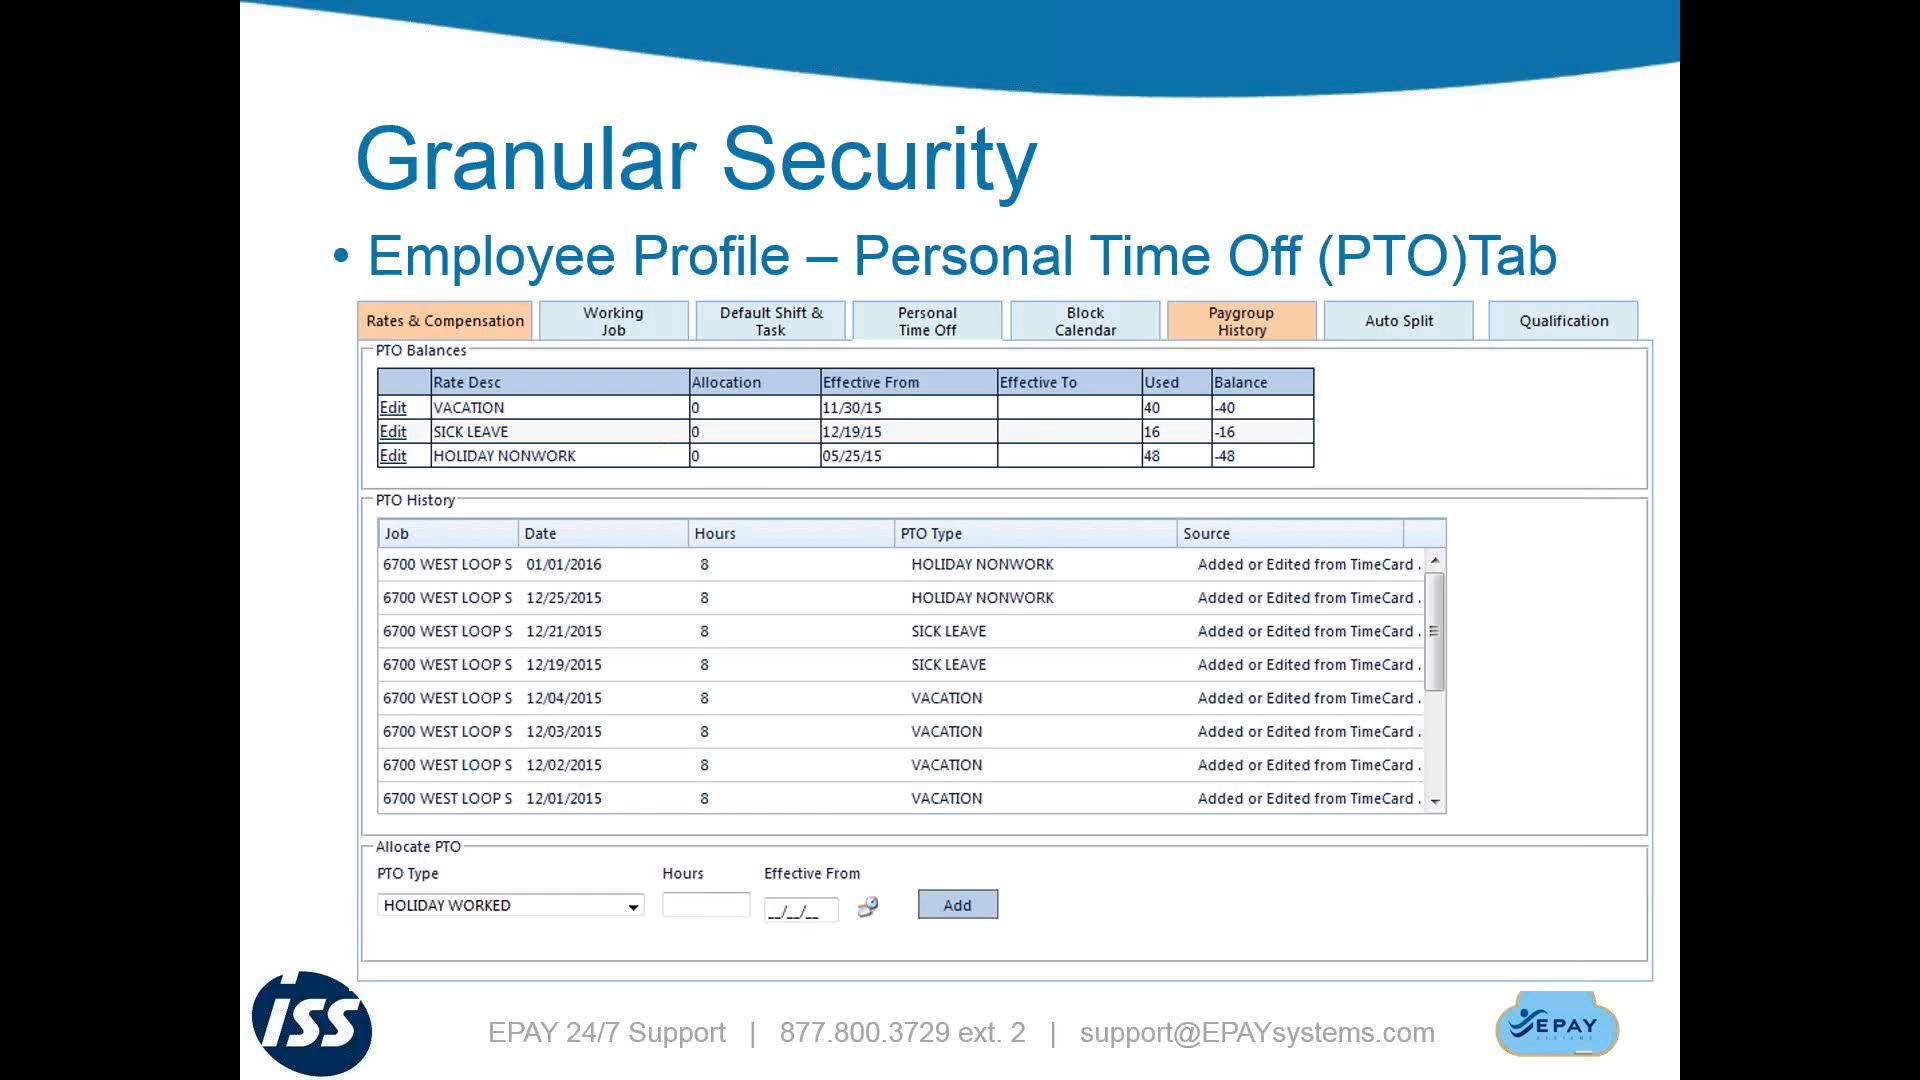 Granular Security
• Employee Profile – Personal Time Off (PTO)Tab
Rates & Compensation
Working
Job
Default Shift &
Task
Personal
Time Off
Block
Calendar
Paygroup
History
Auto Split
Qualification
PTO Balances
Rate Desc Allocation Effective From Effective To Used Balance
Edit VACATION 0 11/30/15 40 -40
Edit SICK LEAVE 0 12/19/15 16 -16
Edit HOLIDAY NONWORK 0 05/25/15 48 -48
PTO History
Job Date Hours PTO Type Source
6700 WEST LOOP S 01/01/2016 8 HOLIDAY NONWORK Added or Edited from TimeCard .
6700 WEST LOOP S 12/25/2015 8 HOLIDAY NONWORK Added or Edited from TimeCard .
6700 WEST LOOP S 12/21/2015 8 SICK LEAVE Added or Edited from TimeCard .
6700 WEST LOOP S 12/19/2015 8 SICK LEAVE Added or Edited from TimeCard .
6700 WEST LOOP S 12/04/2015 8 VACATION Added or Edited from TimeCard .
6700 WEST LOOP S 12/03/2015 8 VACATION Added or Edited from TimeCard .
6700 WEST LOOP S 12/02/2015 8 VACATION Added or Edited from TimeCard .
6700 WEST LOOP S 12/01/2015 8 VACATION Added or Edited from TimeCard .
Allocate PTO
PTO Type Hours Effective From
HOLIDAY WORKED __/__/__ Add
ISS
EPAY 24/7 Support | 877.800.3729 ext. 2 | support@EPAYsystems.com
EPAY
SYSTEMS